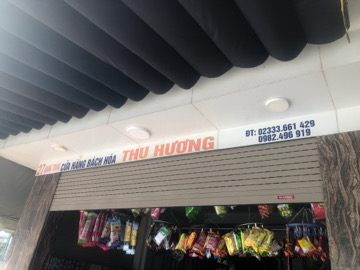 CỬA HÀNG BÁCH HÓA THU HƯƠNG
ĐT: 02333.661 429
0982.496 919